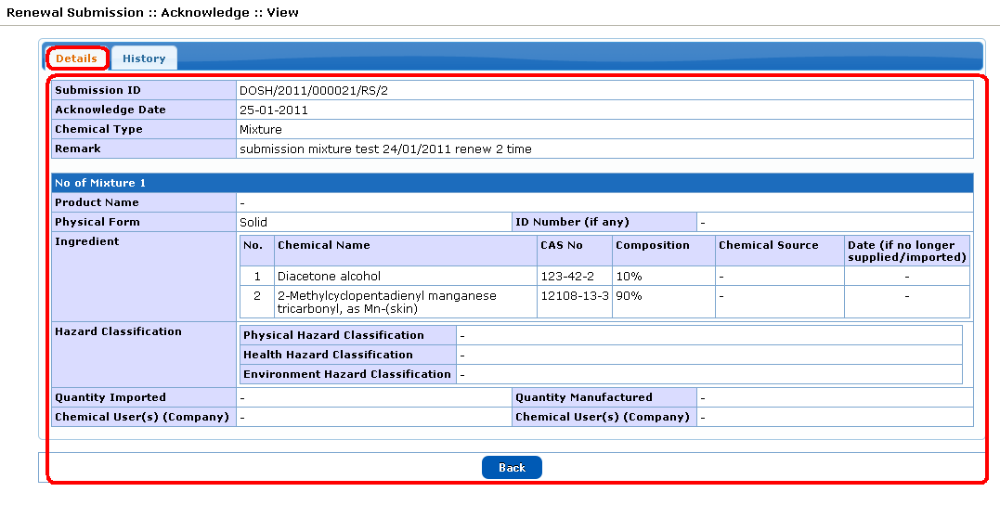 Renewal Submission :: Acknowledge :: View
Details History
Submission ID DOSH/2011/000021/RS/2
Acknowledge Date 25-01-2011
Chemical Type Mixture
Remark submission mixture test 24/01/2011 renew 2 time
No of Mixture 1
Product Name -
Physical Form Solid ID Number (if any) -
Ingredient No. Chemical Name CAS No Composition Chemical Source Date (if no longer
supplied/imported)
1 Diacetone alcohol 123-42-2 10% - -
2 2-Methylcyclopentadienyl manganese 12108-13-3 90% - -
tricarbonyl, as Mn-(skin)
Hazard Classification Physical Hazard Classification -
Health Hazard Classification -
Environment Hazard Classification -
Quantity Imported - Quantity Manufactured -
Chemical User(s) (Company) - Chemical User(s) (Company) -
Back